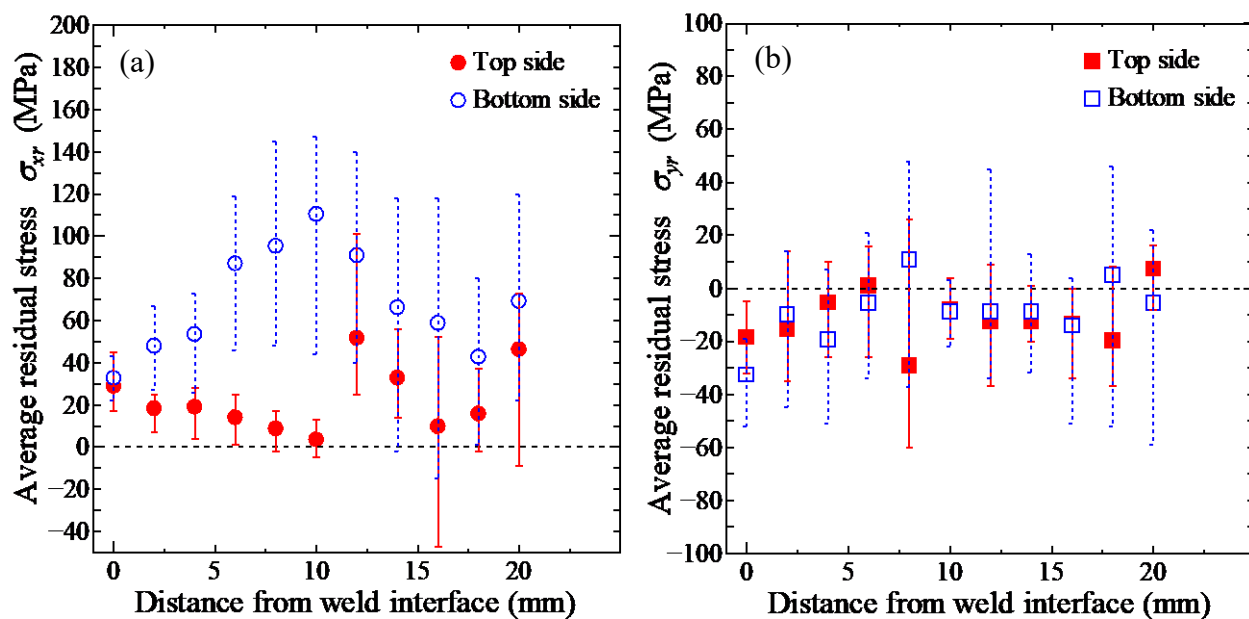 (a)
Top side
Bottom side
200
180
160
140
120
100
80
60
40
20
0
−20
−40
Average residual stress σxr (MPa)
0 5 10 15 20
Distance from weld interface (mm)
(b)
Top side
Bottom side
100
80
60
40
20
0
−20
−40
−60
−80
−100
Average residual stress σyr (MPa)
0 5 10 15 20
Distance from weld interface (mm)